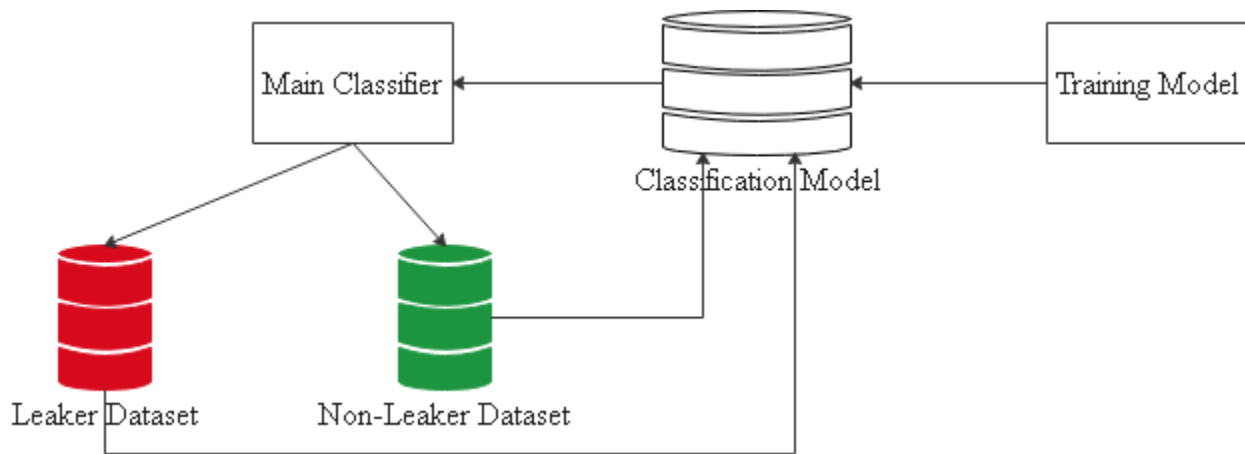 Main Classifier
Training Model
Classification Model
Leaker Dataset
Non-Leaker Dataset